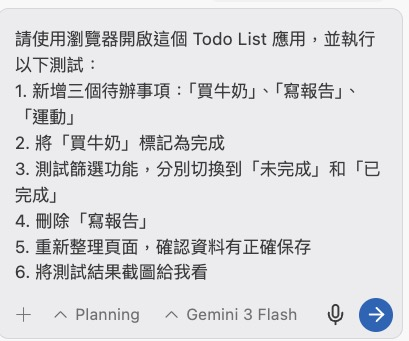 請使用瀏覽器開啟這個 Todo List 應用，並執行
以下測試：
1. 新增三個待辦事項：「買牛奶」、「寫報告」、
「運動」
2. 將「買牛奶」標記為完成
3. 測試篩選功能，分別切換到「未完成」和「已
完成」
4. 刪除「寫報告」
5. 重新整理頁面，確認資料有正確保存
6. 將測試結果截圖給我看
Planning Gemini 3 Flash